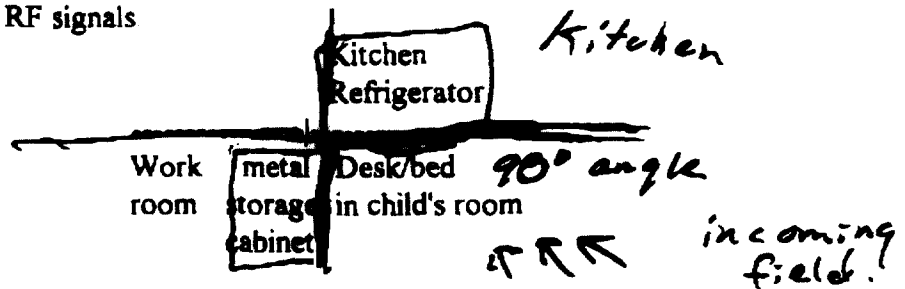 RF signals
Kitchen
Kitchen
Refrigerator
Work metal Desk/bed 90° angle
room storage in child's room
cabinet
incoming
field.